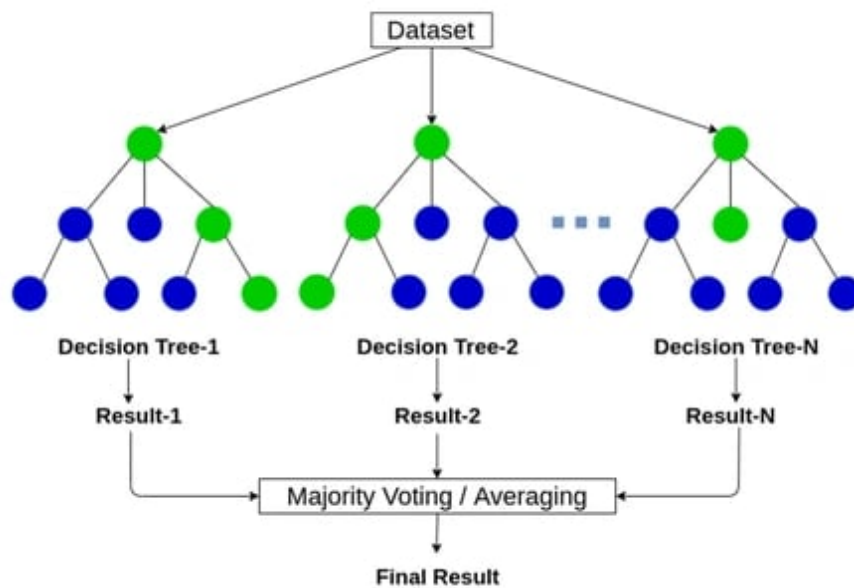 Dataset
Decision Tree-1
Decision Tree-2
Decision Tree-N
Result-1
Result-2
Result-N
Majority Voting / Averaging
Final Result